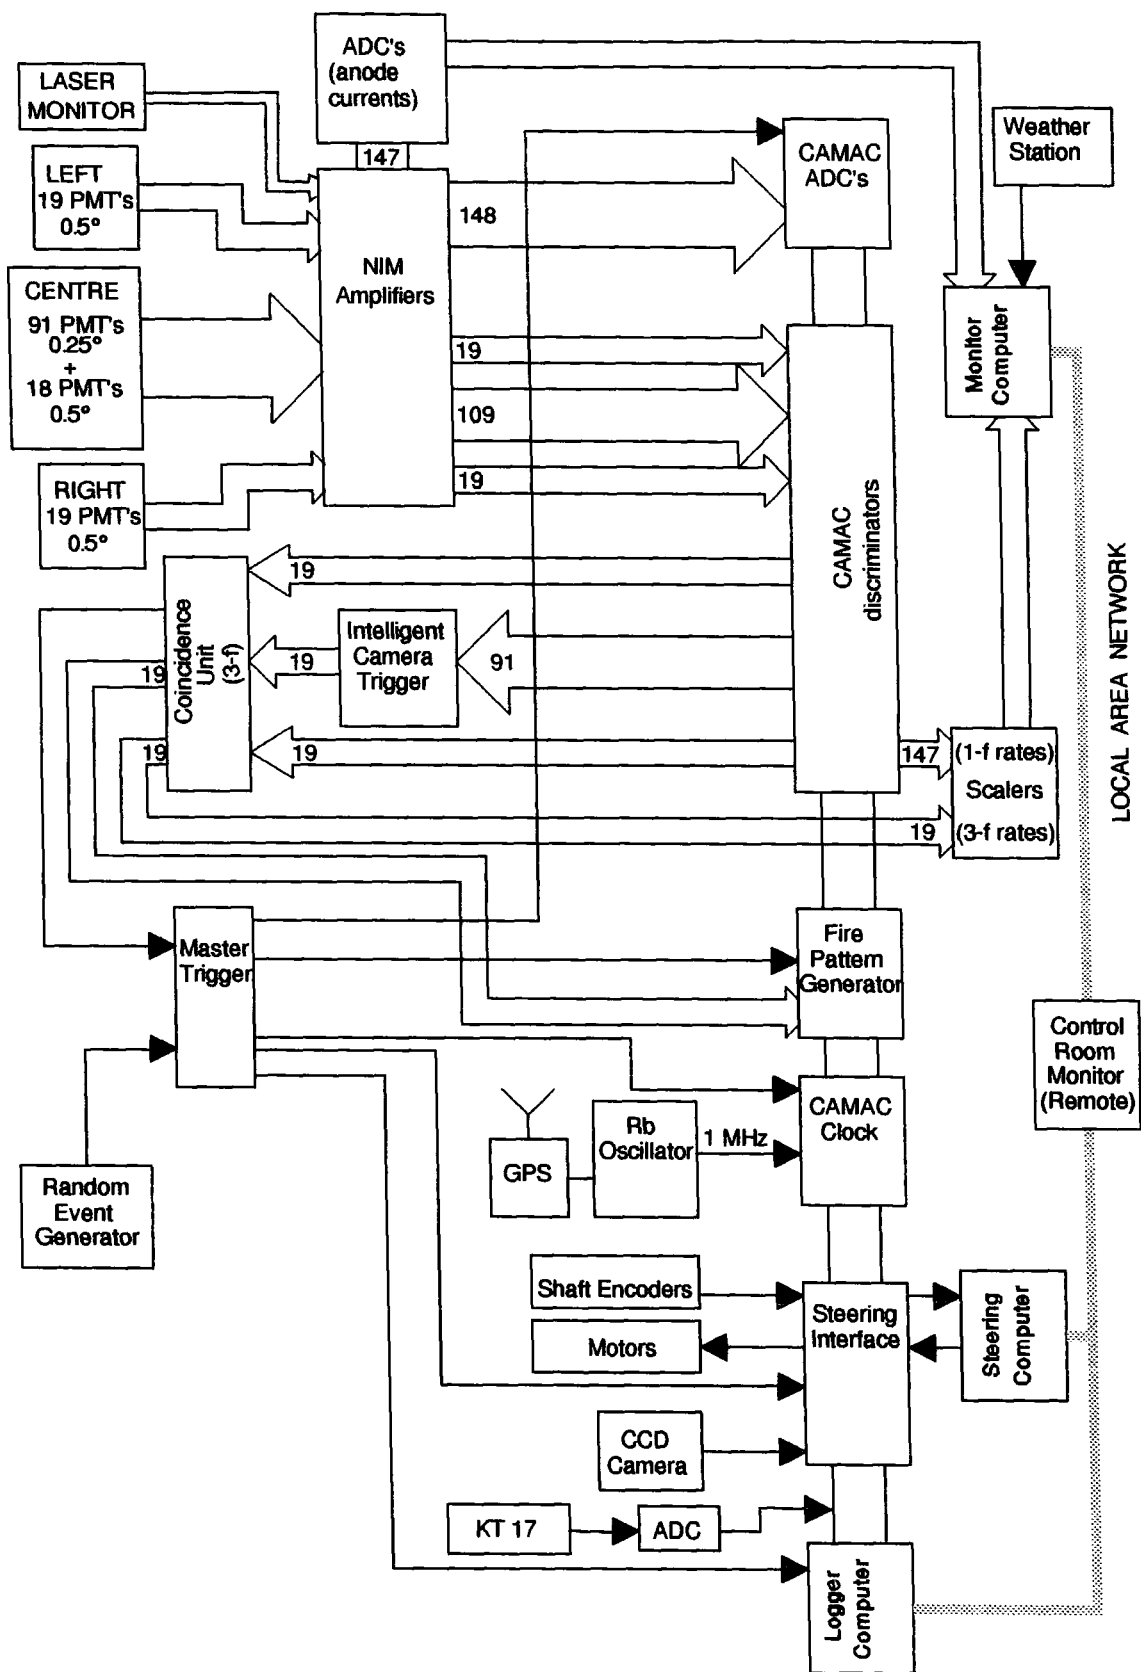 ADC's
(anode
currents)
LASER
MONITOR
147
Weather
Station
CAMAC
ADC's
LEFT
19 PMT's
0.5°
148
NIM
Amplifiers
CENTRE
91 PMT's
0.25°
+
18 PMT's
0.5°
19
109
19
Monitor
Computer
RIGHT
19 PMT's
0.5°
CAMAC
discriminators
LOCAL AREA NETWORK
19
Coincidence
Unit
(3-f)
Intelligent
Camera
Trigger
19
91
19
19
19
147
(1-f rates)
Scalers
(3-f rates)
19
Master
Trigger
Fire
Pattern
Generator
Control
Room
Monitor
(Remote)
CAMAC
Clock
Rb
Oscillator
1 MHz
GPS
Random
Event
Generator
Shaft Encoders
Motors
Steering
Interface
Steering
Computer
CCD
Camera
KT 17
ADC
Logger
Computer